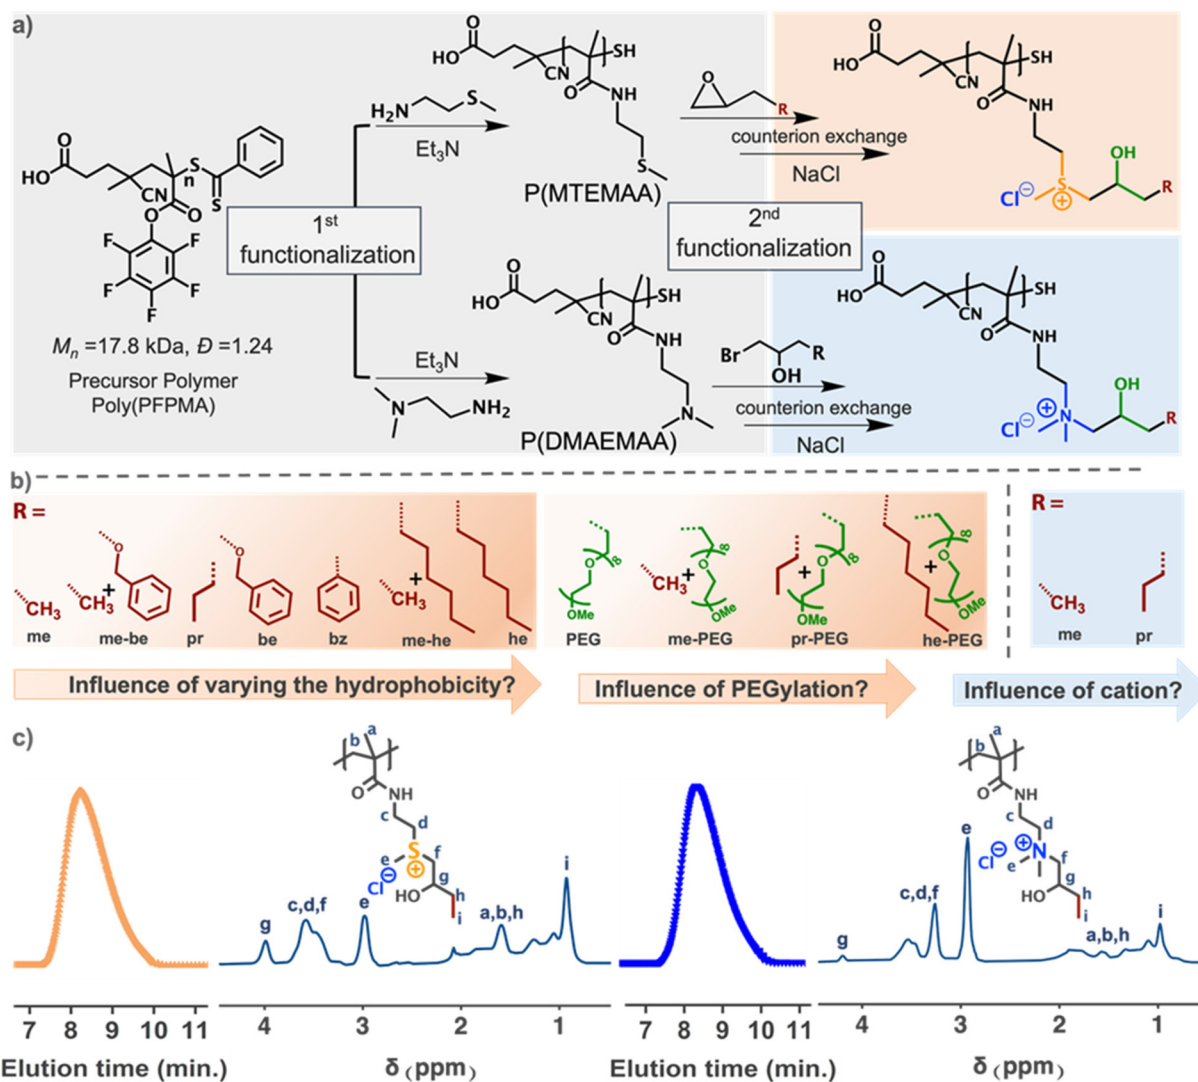 a)
O
HO
CN
SH
O
NH
S
P(MTEMAA)
H₂N
S
Et₃N
O
R
counterion exchange
NaCl
O
HO
CN
SH
O
NH
OH
S
⊕
Cl⊖
R
O
HO
CN
n
S
S
O
O
F
F
F
F
F
Mn =17.8 kDa, Đ =1.24
Precursor Polymer
Poly(PFPMA)
1st
functionalization
2nd
functionalization
Et₃N
N
NH₂
O
HO
CN
SH
O
NH
N
P(DMAEMAA)
Br
OH
R
counterion exchange
NaCl
O
HO
CN
SH
O
NH
OH
⊕
N
Cl⊖
R
b)
R =
CH₃
me
CH₃
+
O
me-be
pr
O
be
bz
+
CH₃
me-he
he
O
8
OMe
PEG
CH₃
+
O
8
OMe
me-PEG
+
O
8
OMe
pr-PEG
+
O
8
OMe
he-PEG
R =
CH₃
me
pr
Influence of varying the hydrophobicity?
Influence of PEGylation?
Influence of cation?
c)
7 8 9 10 11
Elution time (min.)
a
b
O
NH
c
d
S
⊕
e
Cl⊖
f
g
HO
h
i
g
c,d,f
e
a,b,h
i
4 3 2 1
δ (ppm)
7 8 9 10 11
Elution time (min.)
a
b
O
NH
c
d
⊕
N
Cl⊖
e
f
g
HO
h
i
g
c,d,f
e
a,b,h
i
4 3 2 1
δ (ppm)